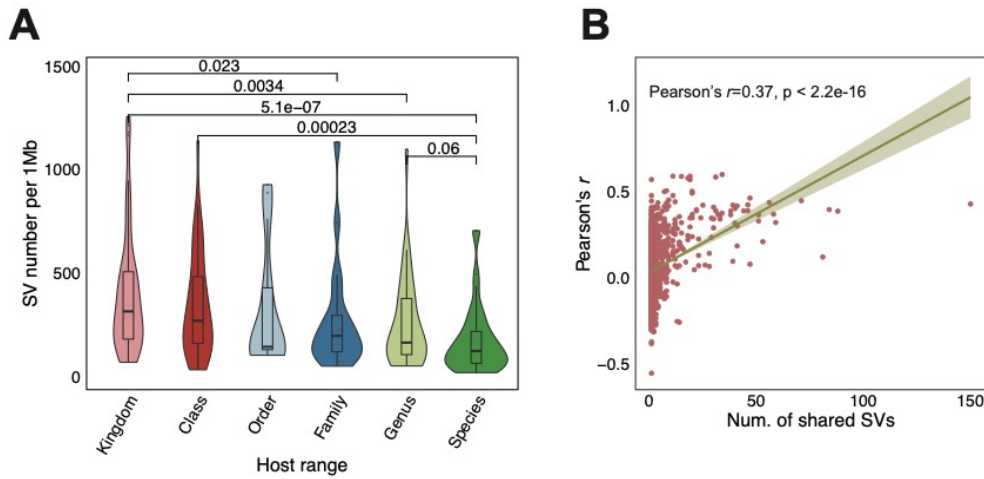 A
SV number per 1Mb
1500
1000
500
0
0.023
0.0034
5.1e−07
0.00023
0.06
Kingdom
Class
Order
Family
Genus
Species
Host range
B
Pearson's r=0.37, p < 2.2e-16
Pearson's r
1.0
0.5
0.0
−0.5
0
50
100
150
Num. of shared SVs